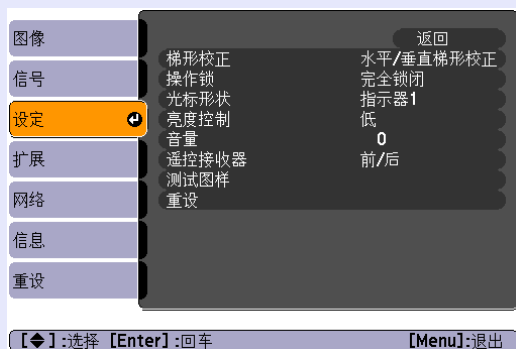 图像
信号
设定
扩展
网络
信息
重设
返回
梯形校正 水平/垂直梯形校正
操作锁 完全锁闭
光标形状 指示器1
亮度控制 低
音量 0
遥控接收器 前/后
测试图样
重设
[◆]:选择 [Enter]:回车 [Menu]:退出